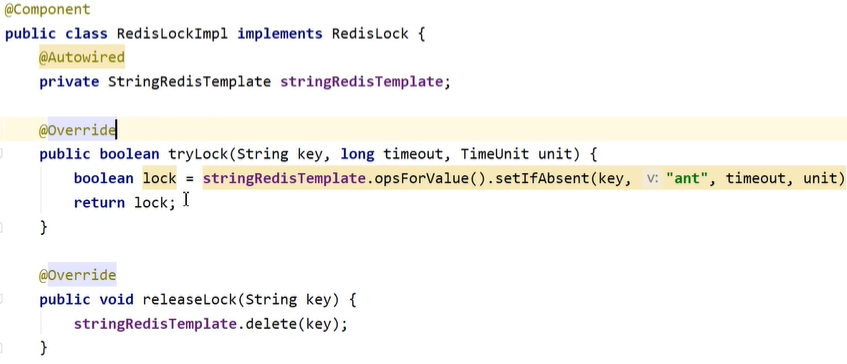 @Component
public class RedisLockImpl implements RedisLock {
    @Autowired
    private StringRedisTemplate stringRedisTemplate;
    @Override
    public boolean tryLock(String key, long timeout, TimeUnit unit) {
        boolean lock = stringRedisTemplate.opsForValue().setIfAbsent(key, v: "ant", timeout, unit)
        return lock;
    }
    @Override
    public void releaseLock(String key) {
        stringRedisTemplate.delete(key);
    }